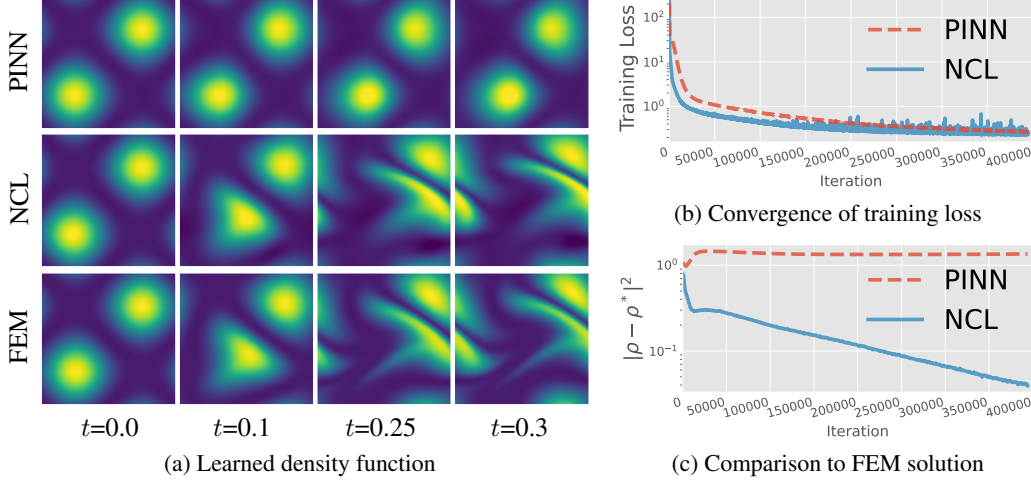 PINN
NCL
FEM
t=0.0
t=0.1
t=0.25
t=0.3
(a) Learned density function
Training Loss
10²
10¹
10⁰
PINN
NCL
0
50000
100000
150000
200000
250000
300000
350000
400000
Iteration
(b) Convergence of training loss
|ρ − ρ*|²
10⁰
10⁻¹
PINN
NCL
0
50000
100000
150000
200000
250000
300000
350000
400000
Iteration
(c) Comparison to FEM solution